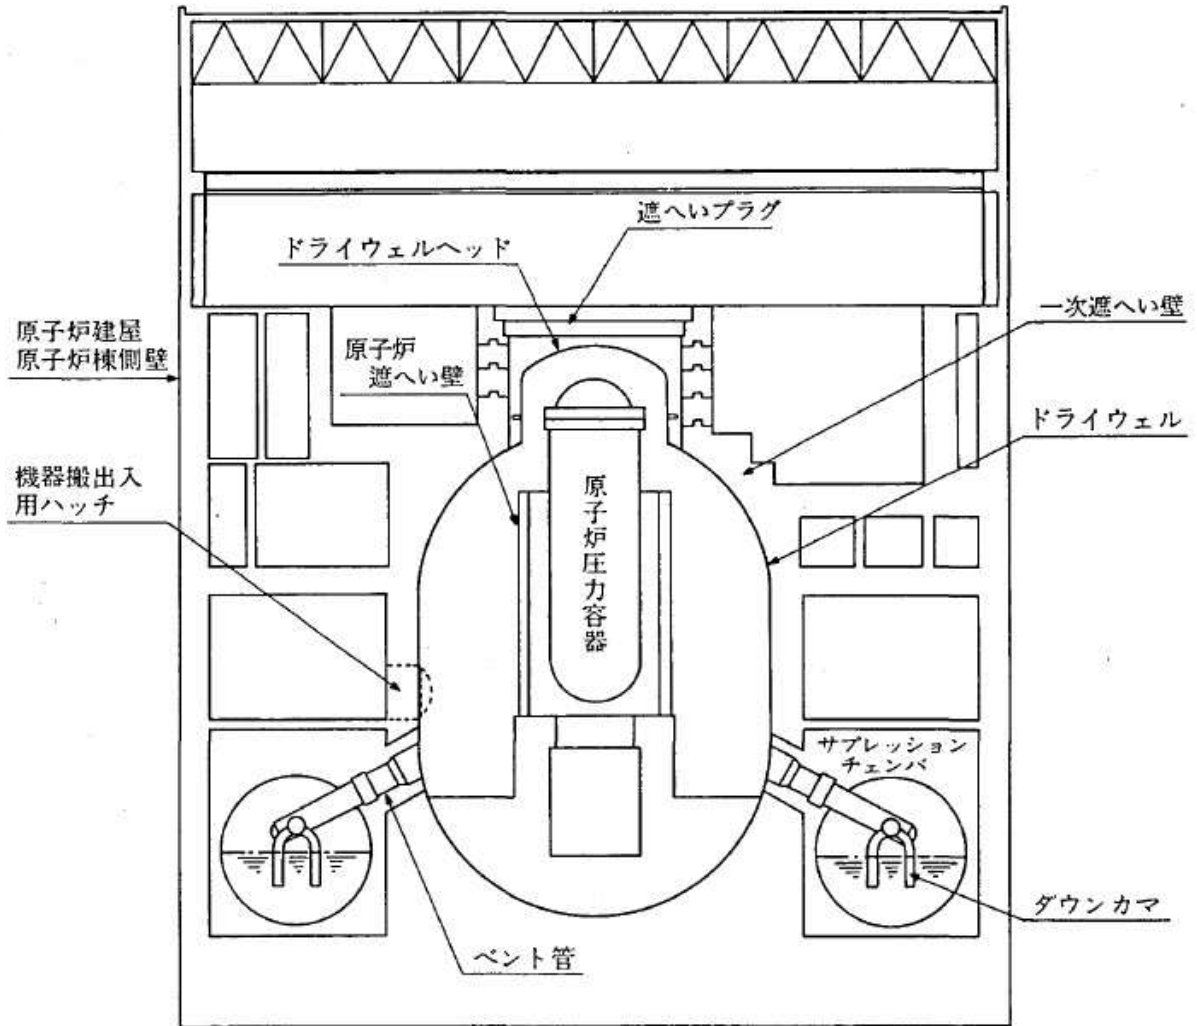 遮へいプラグ
ドライウェルヘッド
一次遮へい壁
原子炉建屋
原子炉棟側壁
原子炉
遮へい壁
ドライウェル
機器搬出入
用ハッチ
原子炉圧力容器
サプレッション
チェンバ
ダウンカマ
ベント管